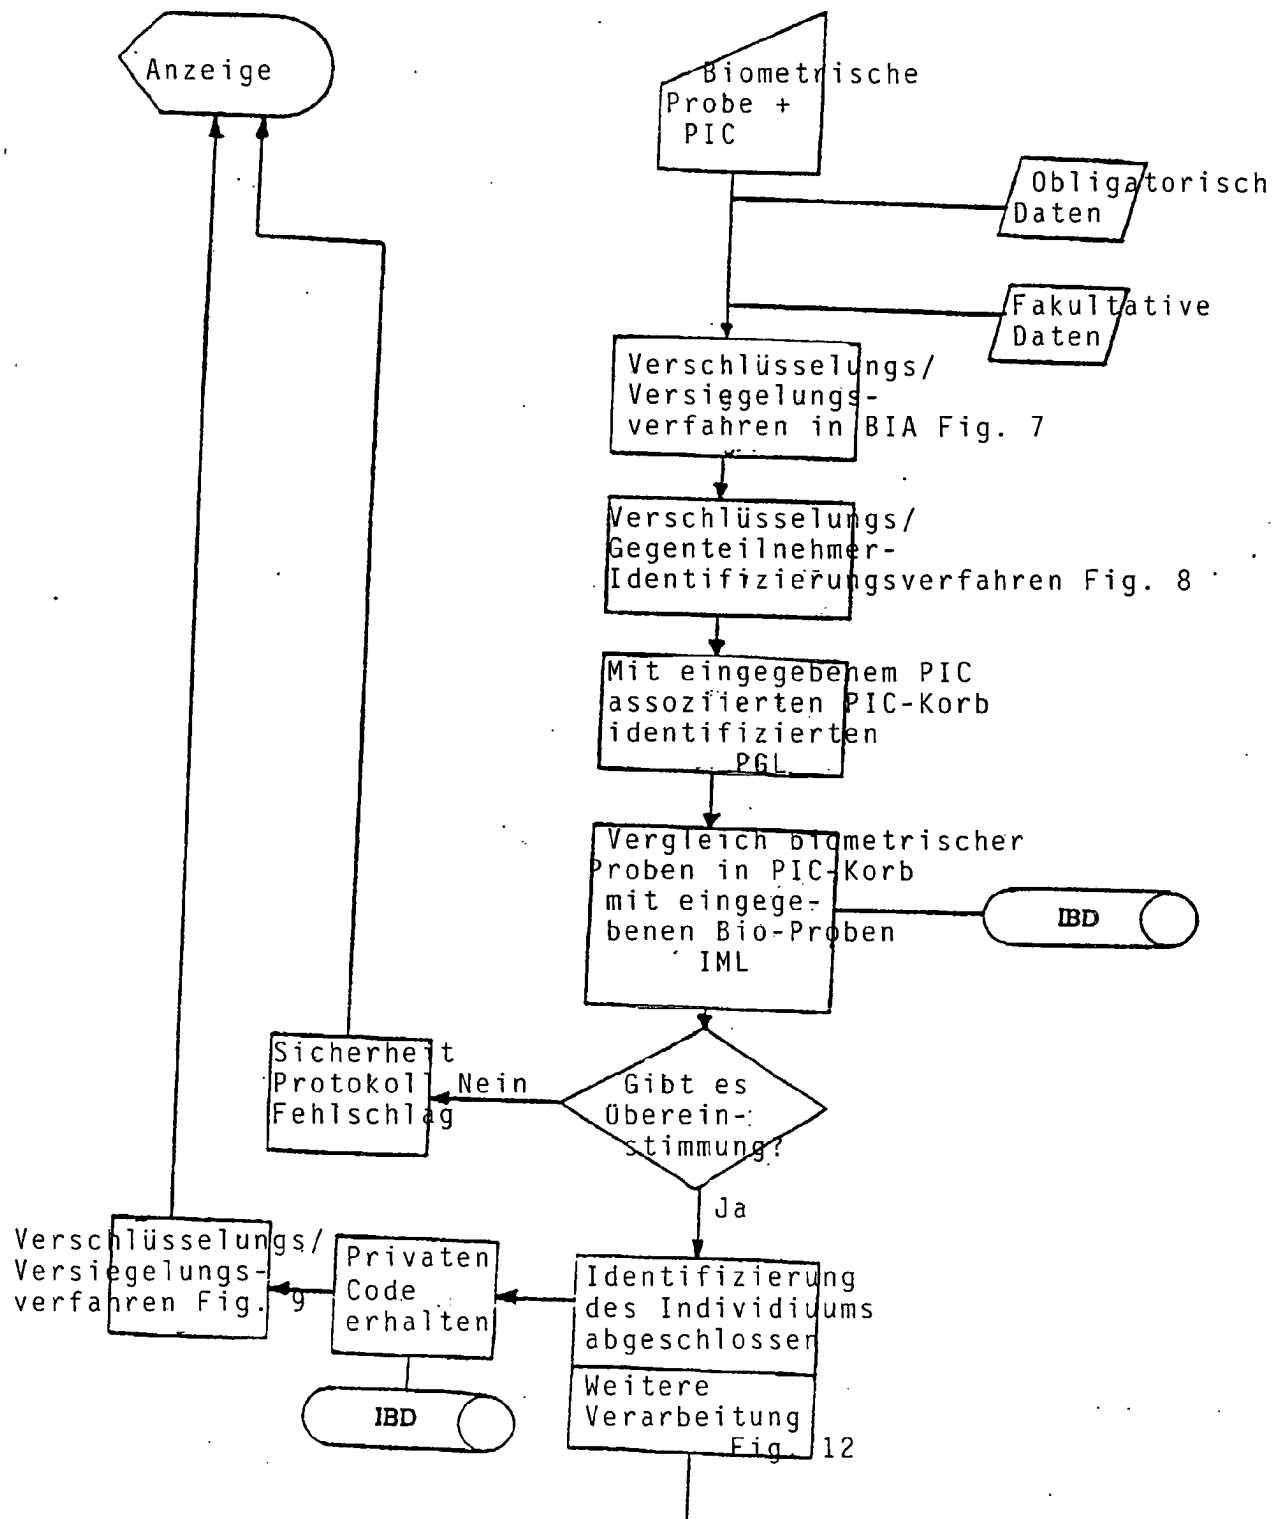 Anzeige
Biometrische
Probe +
PIC
Obligatorisch
Daten
Fakultative
Daten
Verschlüsselungs/
Versiegelungs-
verfahren in BIA Fig. 7
Verschlüsselungs/
Gegenteilnehmer-
Identifizierungsverfahren Fig. 8
Mit eingegebenem PIC
assoziierten PIC-Korb
identifizierten
PGL
Vergleich biometrischer
Proben in PIC-Korb
mit eingege-
benen Bio-Proben
IML
IBD
Gibt es
Überein-
stimmung?
Nein
Sicherheit
Protokoll
Fehlschlag
Ja
Identifizierung
des Individiuums
abgeschlossen
Weitere
Verarbeitung
Fig. 12
Privaten
Code
erhalten
IBD
Verschlüsselungs/
Versiegelungs-
verfahren Fig. 9